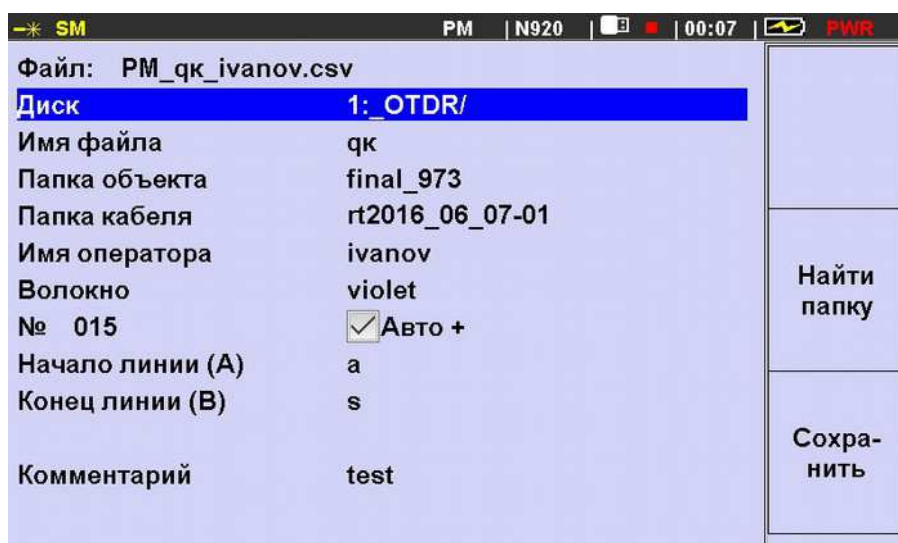 SM PM | N920 | | 00:07 | PWR
Файл: PM_qк_ivanov.csv
Диск 1:_OTDR/
Имя файла qк
Папка объекта final_973
Папка кабеля rt2016_06_07-01
Имя оператора ivanov
Волокно violet
№ 015 Авто +
Начало линии (А) a
Конец линии (В) s
Комментарий test
Найти
папку
Сохра-
нить